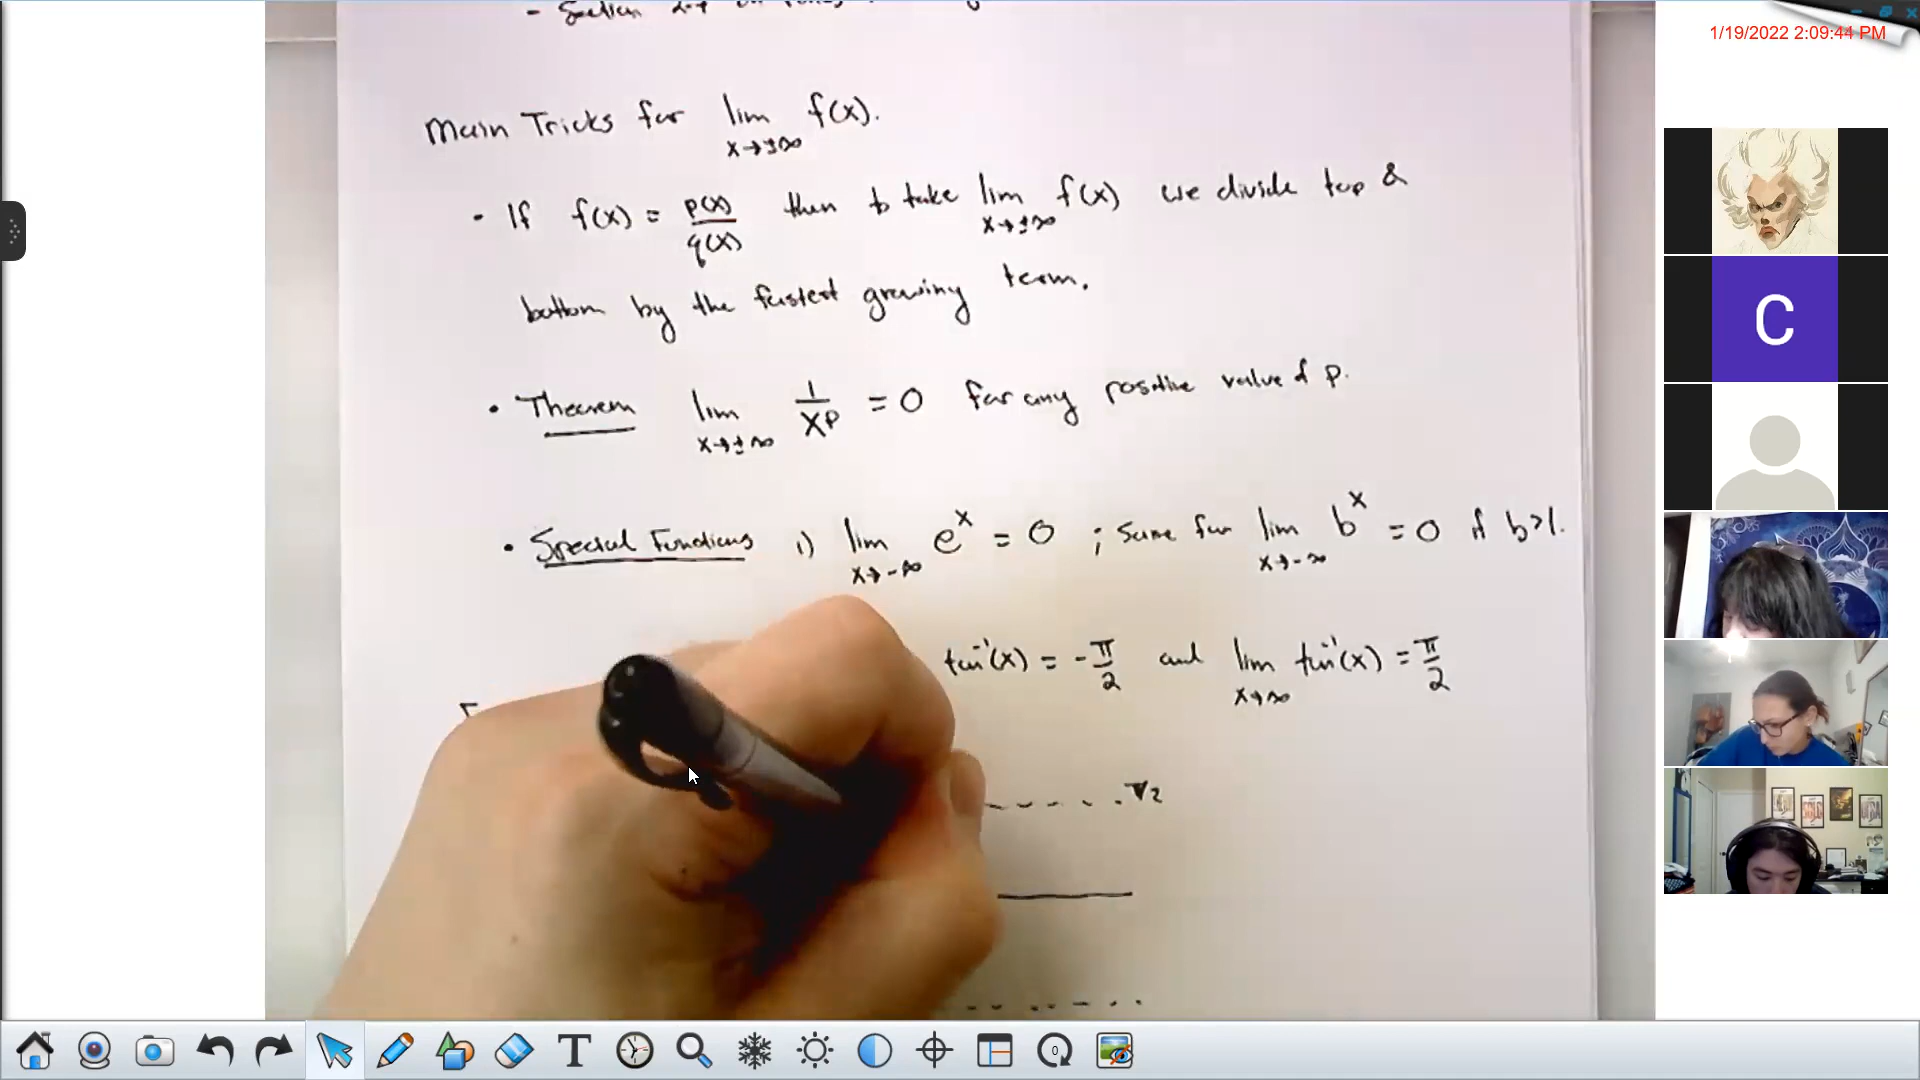 - Section
1/19/2022 2:09:44 PM
Main Tricks for lim f(x).
x→±∞
• If f(x) = p(x)/q(x) then to take lim f(x) we divide top &
x→±∞
bottom by the fastest growing term.
• Theorem lim 1/x^p = 0 for any positive value of p.
x→±∞
• Special Functions 1) lim e^x = 0 ; same for lim b^x = 0 if b>1.
x→-∞ x→-∞
tan⁻¹(x) = -π/2 and lim tan⁻¹(x) = π/2
x→∞
π/2
C
T
0